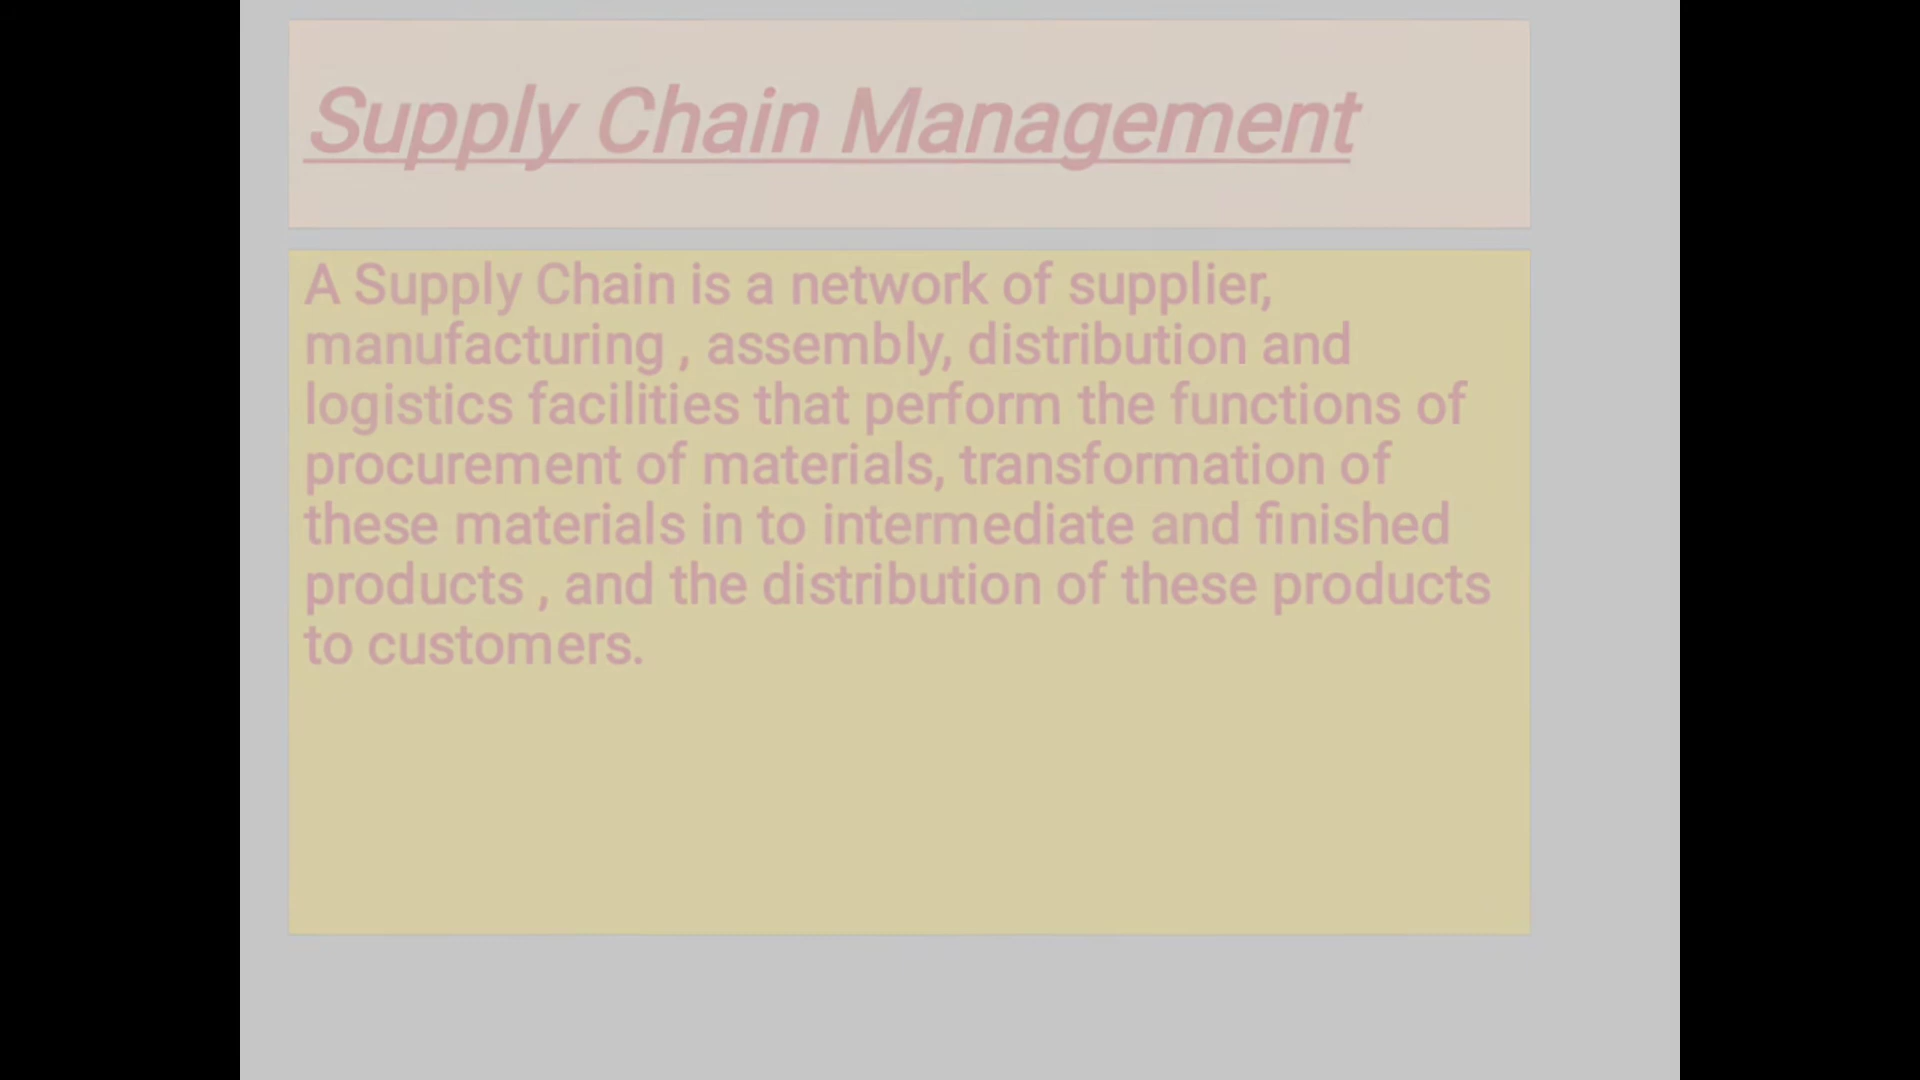 Supply Chain Management
A Supply Chain is a network of supplier,
manufacturing , assembly, distribution and
logistics facilities that perform the functions of
procurement of materials, transformation of
these materials in to intermediate and finished
products , and the distribution of these products
to customers.